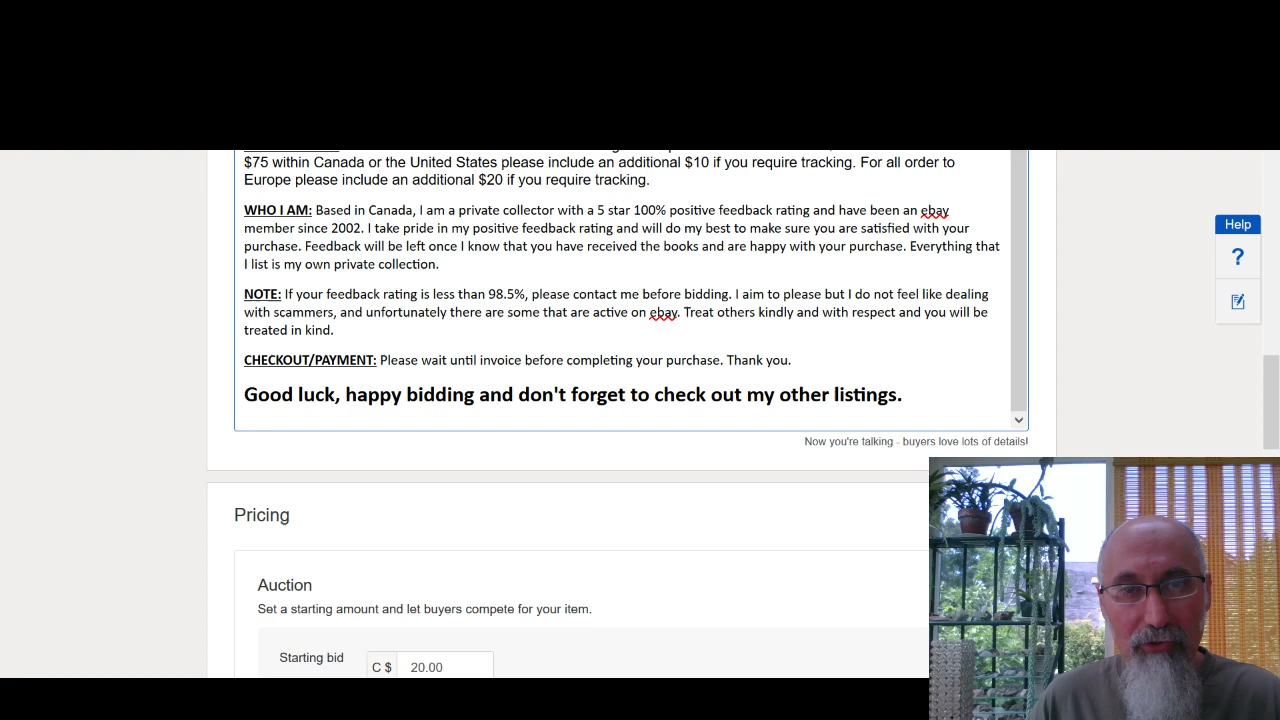 $75 within Canada or the United States please include an additional $10 if you require tracking. For all order to
Europe please include an additional $20 if you require tracking.
WHO I AM: Based in Canada, I am a private collector with a 5 star 100% positive feedback rating and have been an ebay
member since 2002. I take pride in my positive feedback rating and will do my best to make sure you are satisfied with your
purchase. Feedback will be left once I know that you have received the books and are happy with your purchase. Everything that
I list is my own private collection.
NOTE: If your feedback rating is less than 98.5%, please contact me before bidding. I aim to please but I do not feel like dealing
with scammers, and unfortunately there are some that are active on ebay. Treat others kindly and with respect and you will be
treated in kind.
CHECKOUT/PAYMENT: Please wait until invoice before completing your purchase. Thank you.
Good luck, happy bidding and don't forget to check out my other listings.
Now you're talking - buyers love lots of details!
Help
?
Pricing
Auction
Set a starting amount and let buyers compete for your item.
Starting bid
C $ 20.00